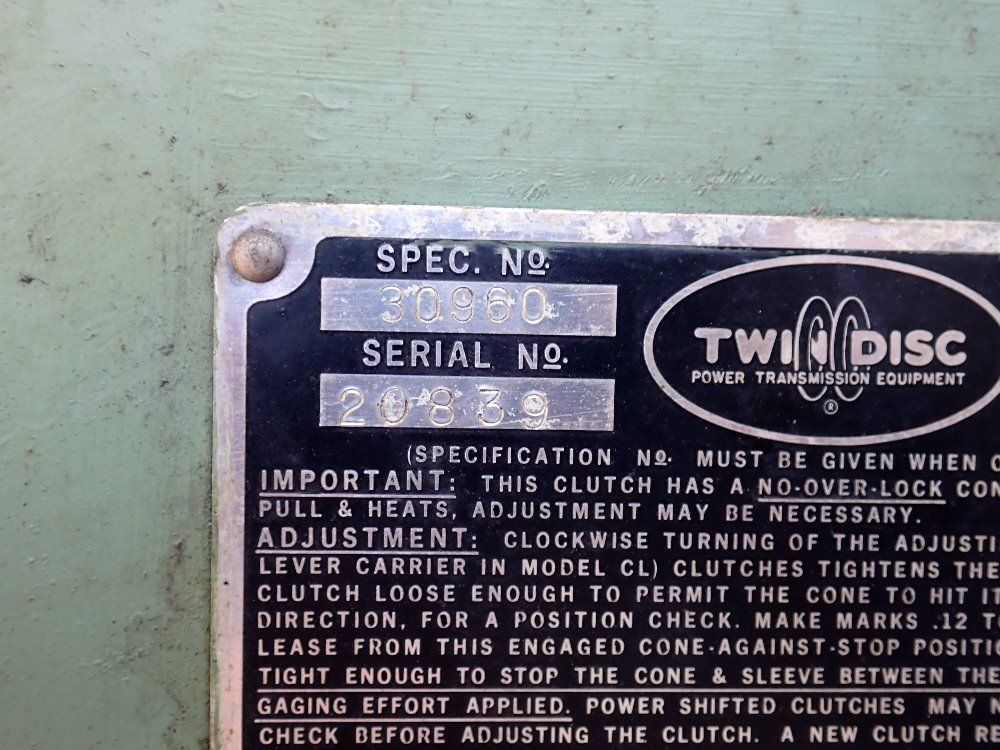 SPEC. Nº.
30960
SERIAL Nº.
20839
TWIN DISC
POWER TRANSMISSION EQUIPMENT
®
(SPECIFICATION Nº. MUST BE GIVEN WHEN
IMPORTANT: THIS CLUTCH HAS A NO-OVER-LOCK
PULL & HEATS, ADJUSTMENT MAY BE NECESSARY.
ADJUSTMENT: CLOCKWISE TURNING OF THE
LEVER CARRIER IN MODEL CL) CLUTCHES TIGHTENS THE
CLUTCH LOOSE ENOUGH TO PERMIT THE CONE TO HIT
DIRECTION, FOR A POSITION CHECK. MAKE MARKS .12
LEASE FROM THIS ENGAGED CONE-AGAINST-STOP
TIGHT ENOUGH TO STOP THE CONE & SLEEVE BETWEEN THE
GAGING EFFORT APPLIED. POWER SHIFTED CLUTCHES MAY
CHECK BEFORE ADJUSTING THE CLUTCH. A NEW CLUTCH